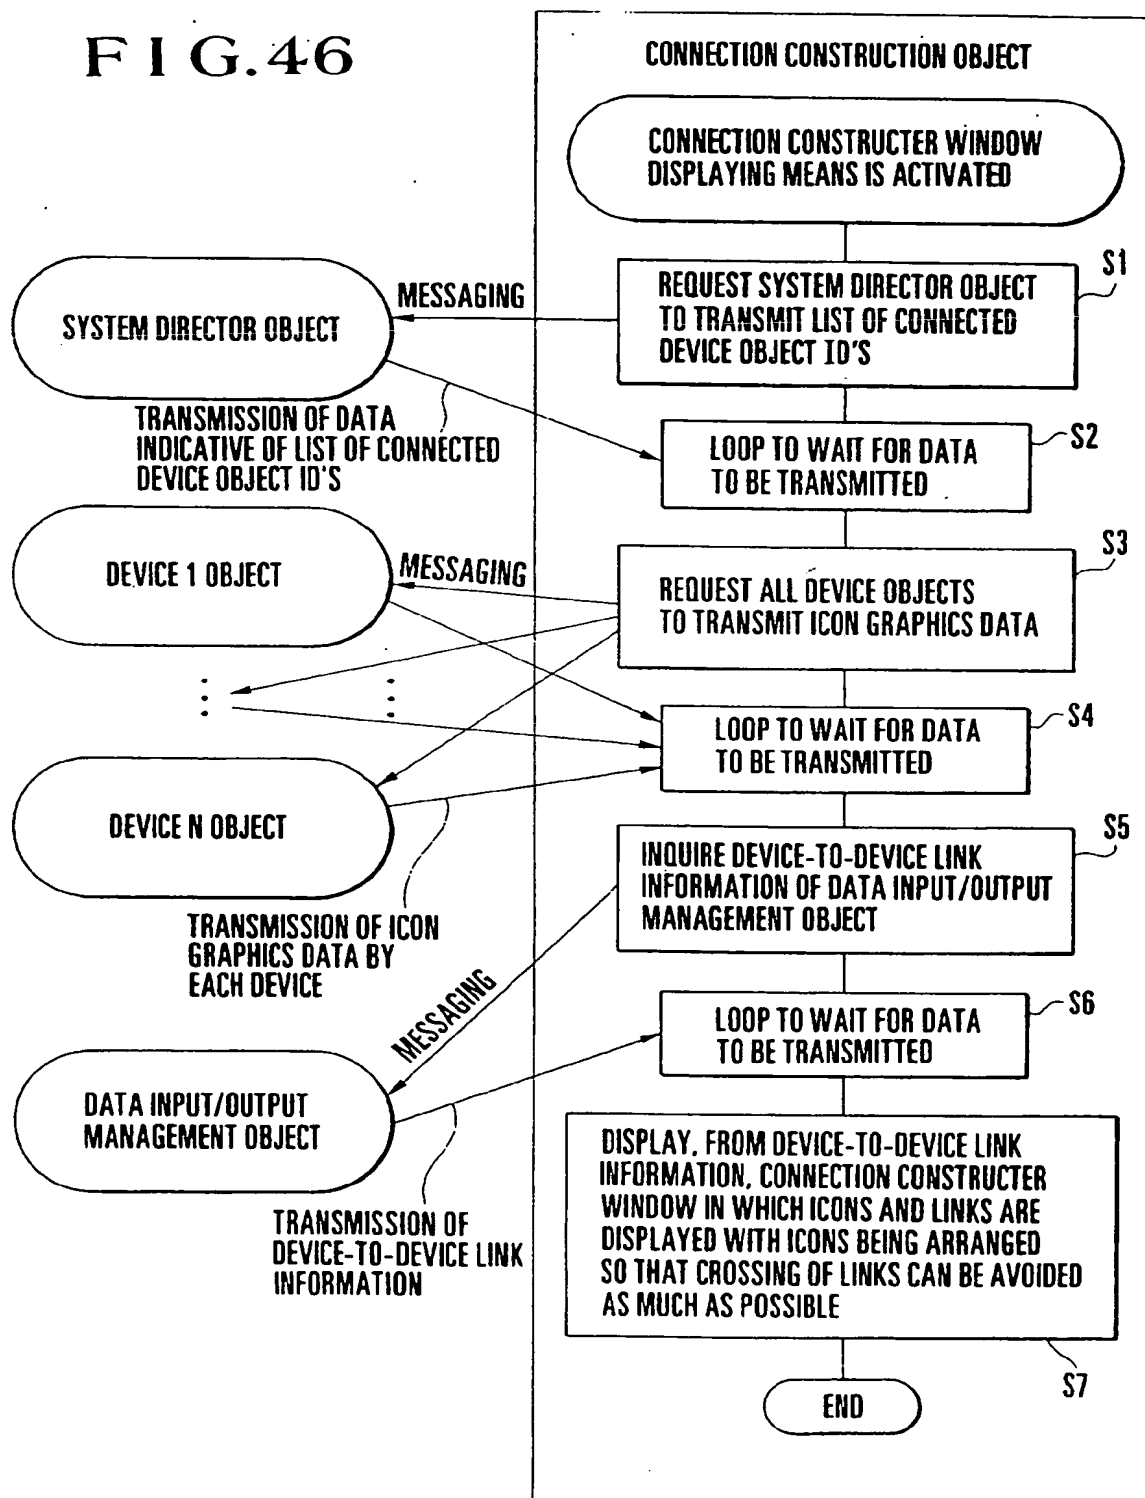 FIG.46
CONNECTION CONSTRUCTION OBJECT
CONNECTION CONSTRUCTER WINDOW
DISPLAYING MEANS IS ACTIVATED
S1
REQUEST SYSTEM DIRECTOR OBJECT
TO TRANSMIT LIST OF CONNECTED
DEVICE OBJECT ID'S
MESSAGING
SYSTEM DIRECTOR OBJECT
TRANSMISSION OF DATA
INDICATIVE OF LIST OF CONNECTED
DEVICE OBJECT ID'S
S2
LOOP TO WAIT FOR DATA
TO BE TRANSMITTED
S3
REQUEST ALL DEVICE OBJECTS
TO TRANSMIT ICON GRAPHICS DATA
MESSAGING
DEVICE 1 OBJECT
S4
LOOP TO WAIT FOR DATA
TO BE TRANSMITTED
DEVICE N OBJECT
TRANSMISSION OF ICON
GRAPHICS DATA BY
EACH DEVICE
S5
INQUIRE DEVICE-TO-DEVICE LINK
INFORMATION OF DATA INPUT/OUTPUT
MANAGEMENT OBJECT
MESSAGING
S6
LOOP TO WAIT FOR DATA
TO BE TRANSMITTED
DATA INPUT/OUTPUT
MANAGEMENT OBJECT
TRANSMISSION OF
DEVICE-TO-DEVICE LINK
INFORMATION
DISPLAY, FROM DEVICE-TO-DEVICE LINK
INFORMATION, CONNECTION CONSTRUCTER
WINDOW IN WHICH ICONS AND LINKS ARE
DISPLAYED WITH ICONS BEING ARRANGED
SO THAT CROSSING OF LINKS CAN BE AVOIDED
AS MUCH AS POSSIBLE
S7
END